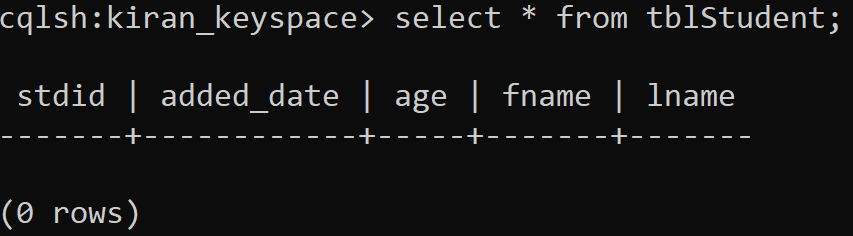 cqlsh:kiran_keyspace> select * from tblStudent;
 stdid | added_date | age | fname | lname
-------+------------+-----+-------+-------
(0 rows)